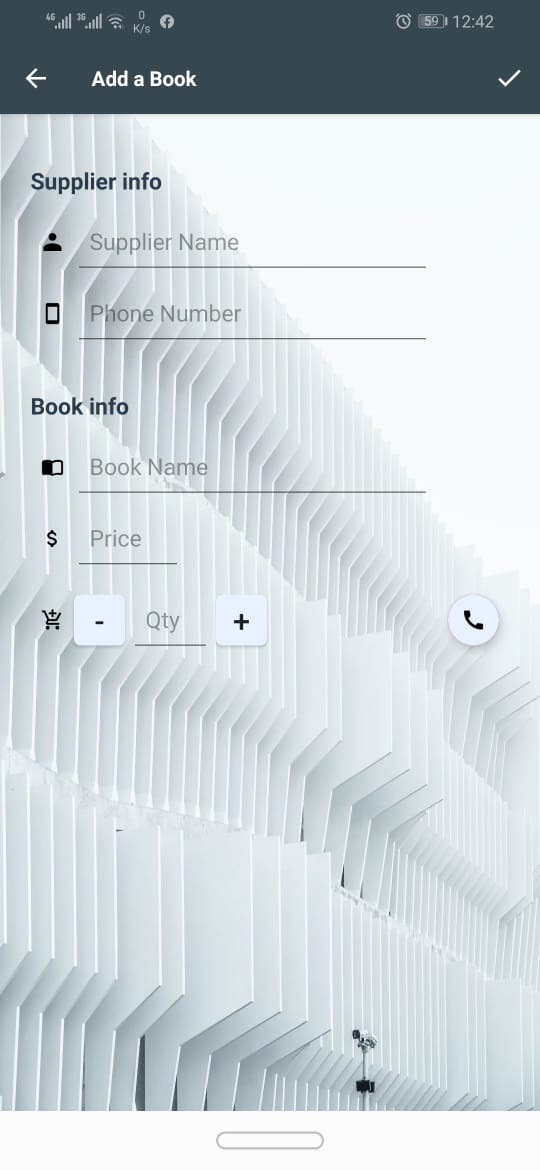 4G 3G 0 K/s 59 12:42
Add a Book
Supplier info
Supplier Name
Phone Number
Book info
Book Name
$ Price
- Qty +